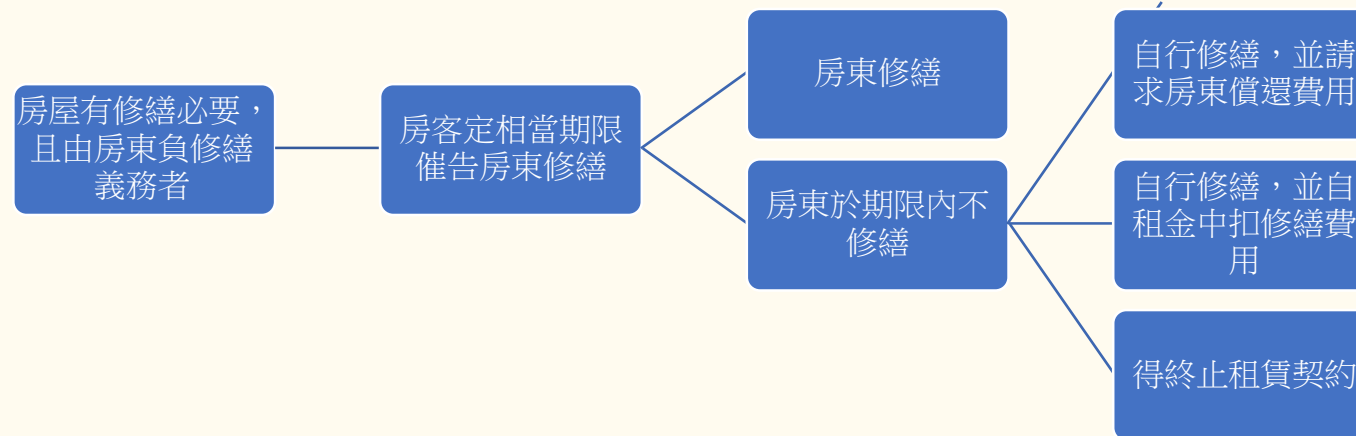 房屋有修繕必要，
且由房東負修繕
義務者
房客定相當期限
催告房東修繕
房東修繕
房東於期限內不
修繕
自行修繕，並請
求房東償還費用
自行修繕，並自
租金中扣修繕費
用
得終止租賃契約